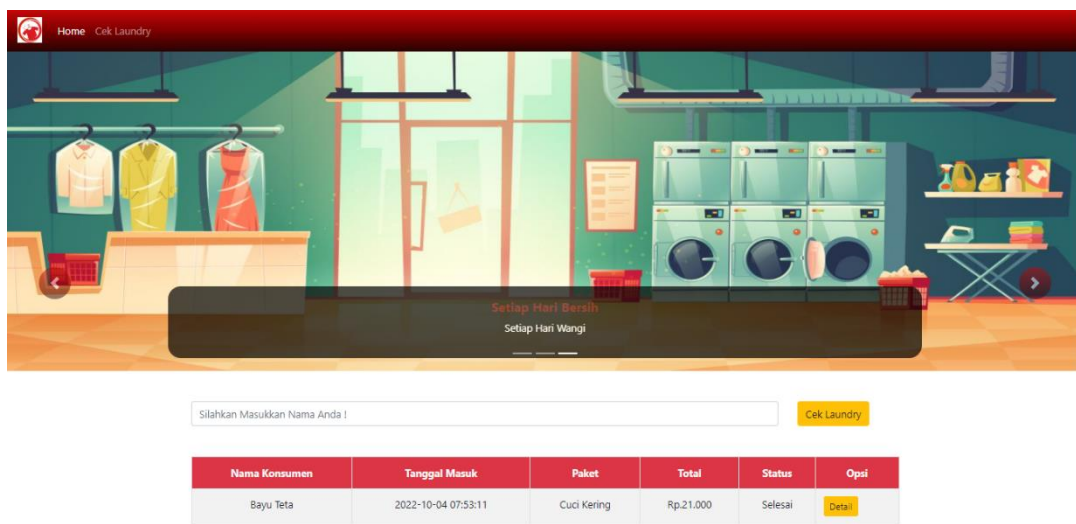 Home Cek Laundry
Setiap Hari Bersih
Setiap Hari Wangi
Silahkan Masukkan Nama Anda !
Cek Laundry
Nama Konsumen Tanggal Masuk Paket Total Status Opsi
Bayu Teta 2022-10-04 07:53:11 Cuci Kering Rp.21.000 Selesai Detail